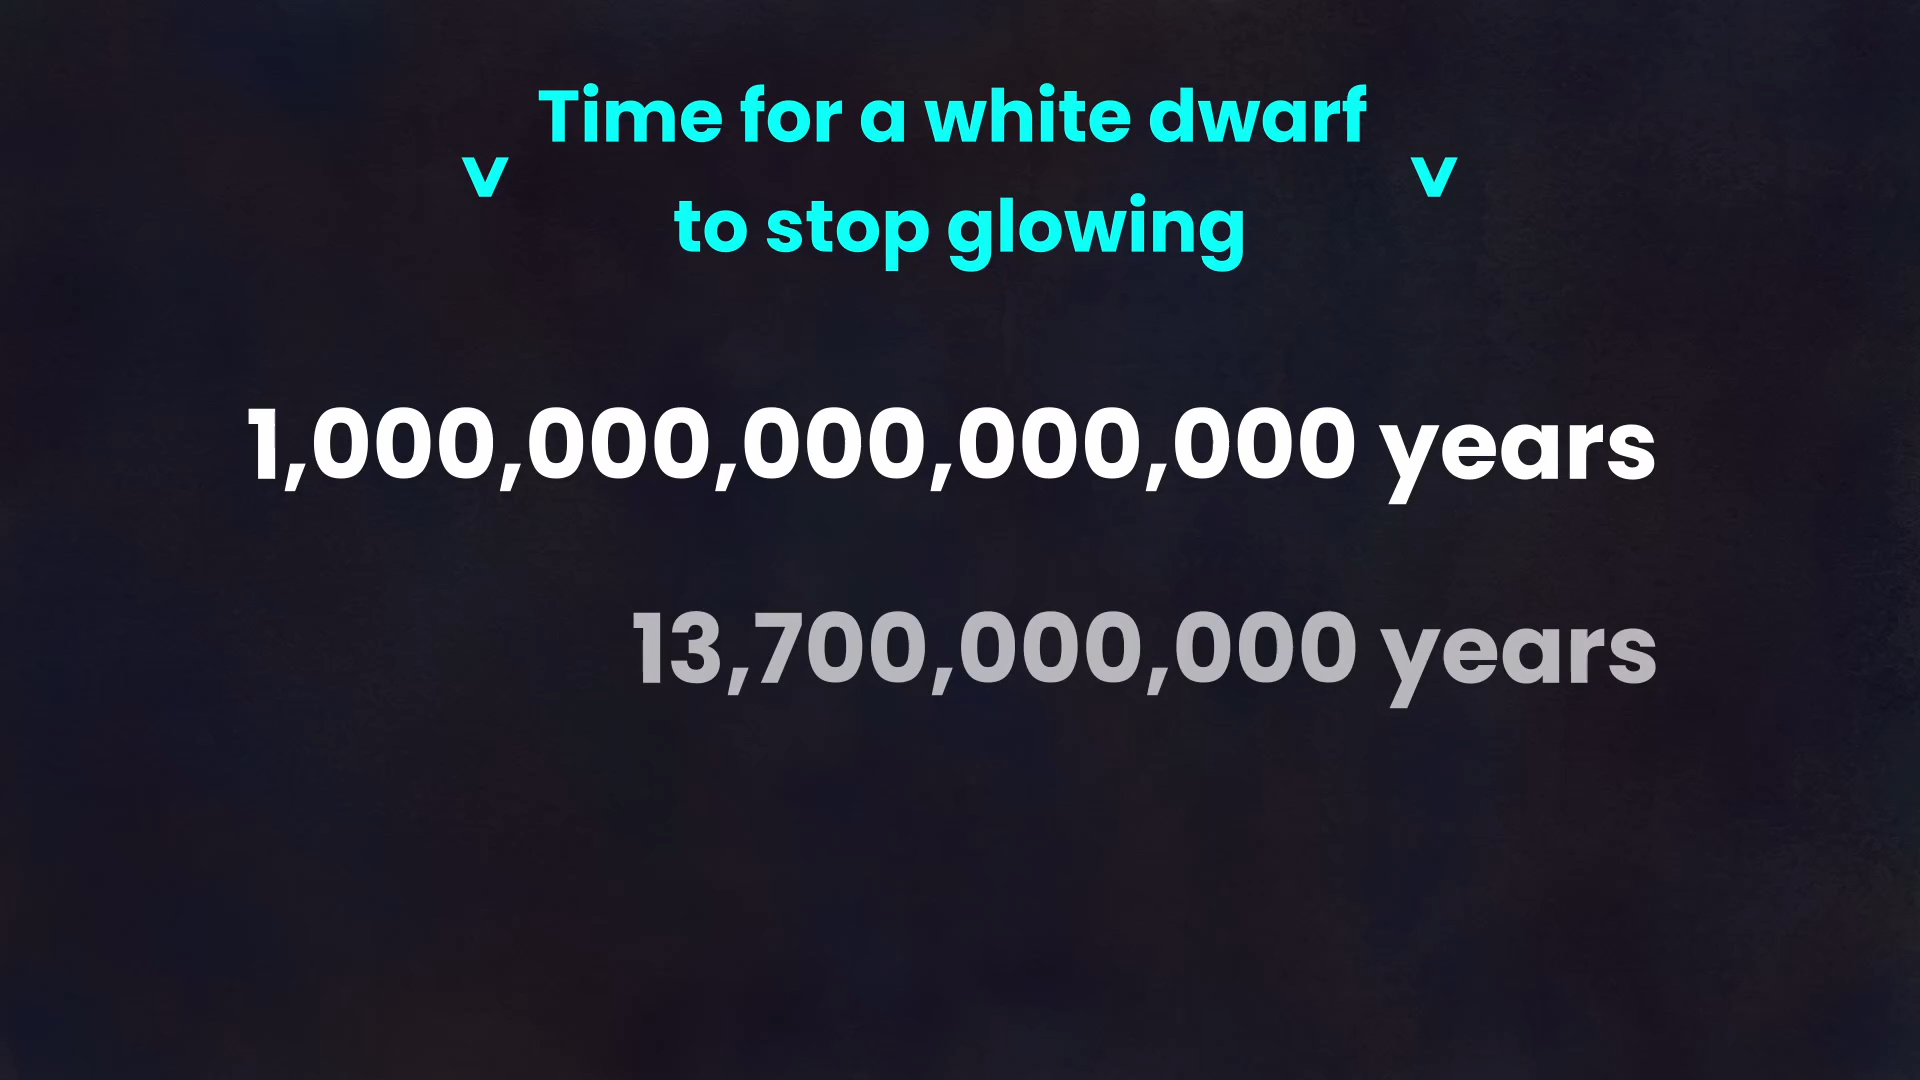 Time for a white dwarf
v v
to stop glowing
1,000,000,000,000,000 years
13,700,000,000 years